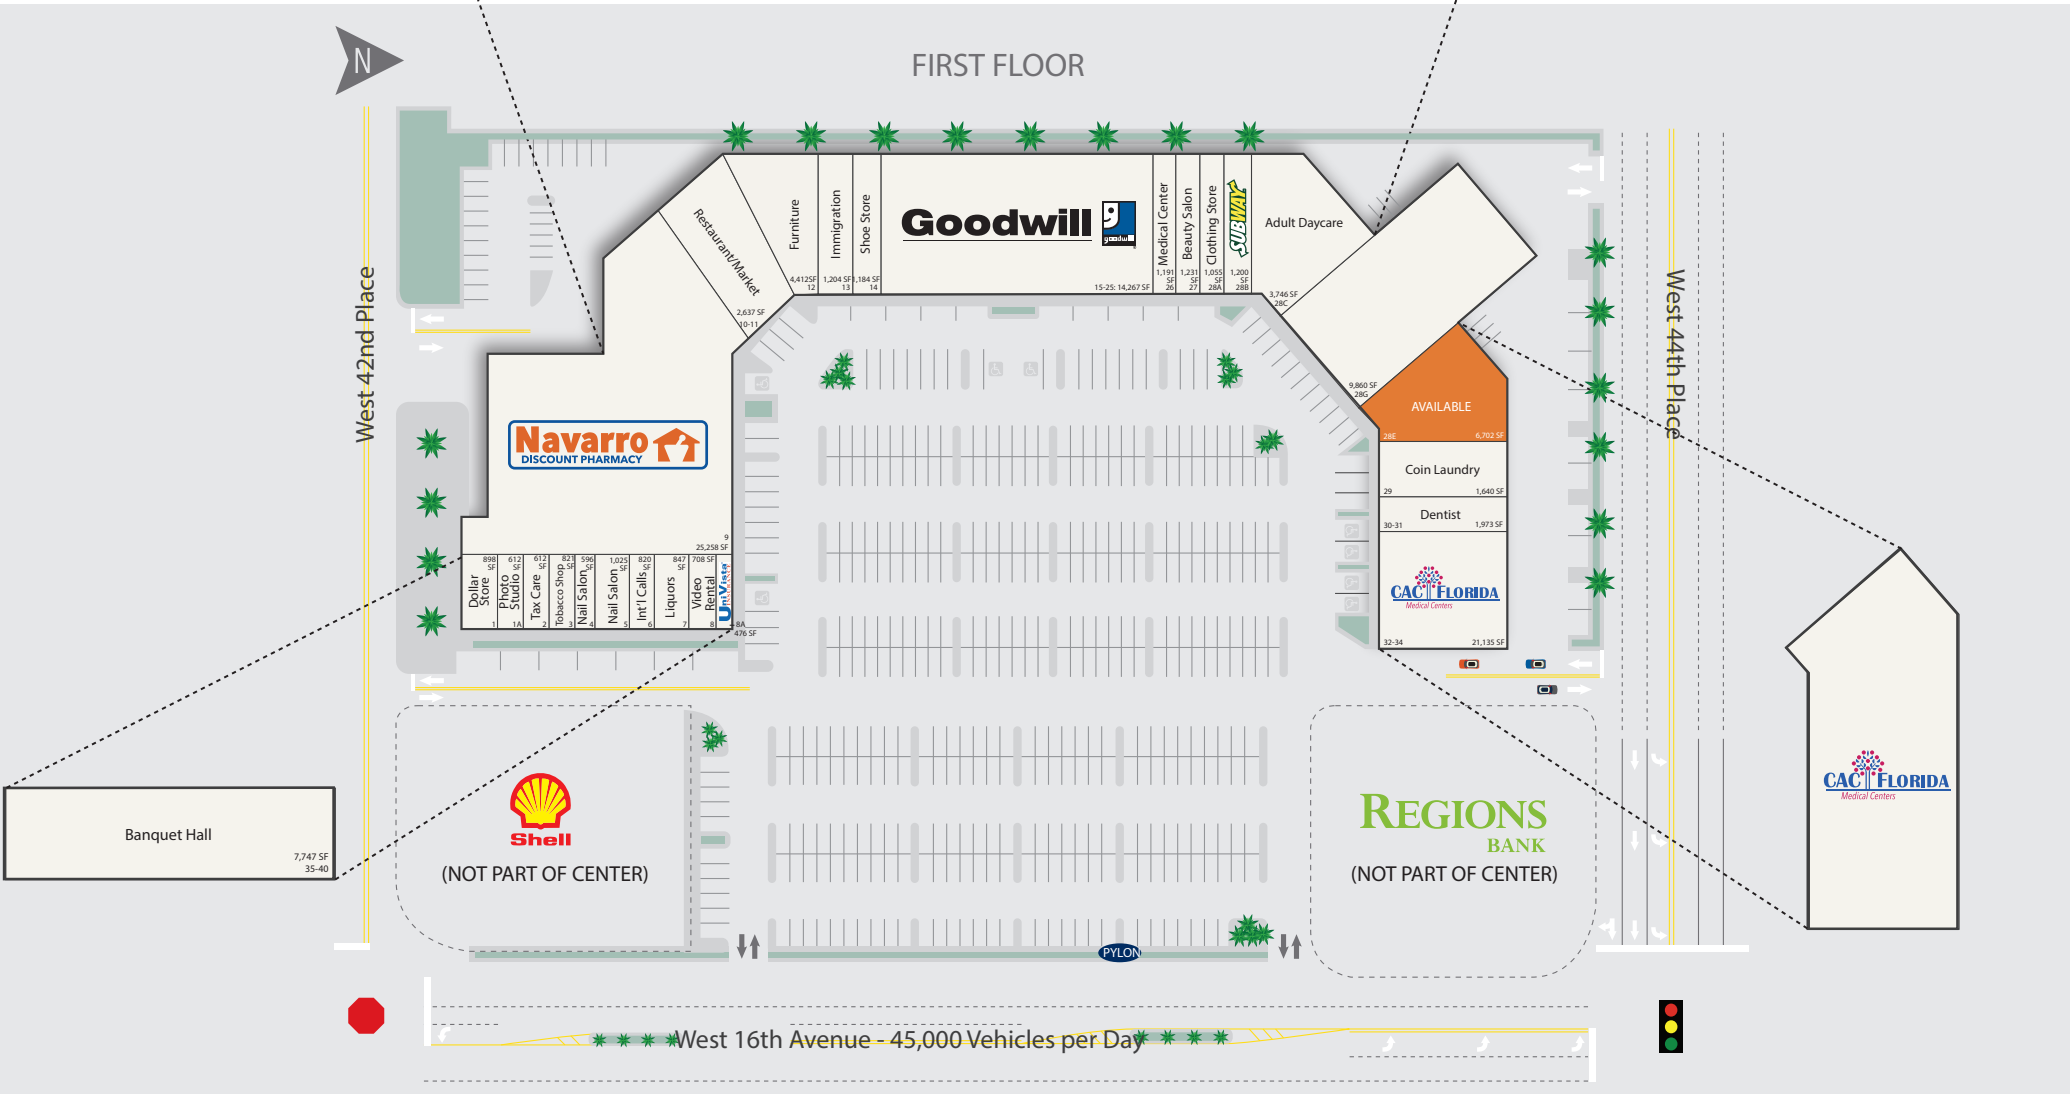 N
FIRST FLOOR
West 42nd Place
West 44th Place
Restaurant/Market
2,637 SF
10-11
Furniture
4,412SF
12
Immigration
1,204 SF
13
Shoe Store
1,184 SF
14
Goodwill
goodwill
15-25: 14,267 SF
Medical Center
1,191
SF
26
Beauty Salon
1,231
SF
27
Clothing Store
1,055
SF
28A
SUBWAY
1,200
SF
28B
Adult Daycare
3,746 SF
28C
9,860 SF
28G
AVAILABLE
28E
6,702 SF
Coin Laundry
29
1,640 SF
Dentist
30-31
1,973 SF
CAC FLORIDA
Medical Centers
32-34
21,135 SF
Navarro
DISCOUNT PHARMACY
9
25,258 SF
Dollar
Store
898
SF
1
Photo
Studio
612
SF
1A
Tax Care
612
SF
2
Tobacco Shop
821
SF
3
Nail Salon
596
SF
4
Nail Salon
1,025
SF
5
Int'l Calls
820
SF
6
Liquors
847
SF
7
Video
Rental
708 SF
8
UniVista
INSURANCE
8A
476 SF
Banquet Hall
7,747 SF
35-40
Shell
(NOT PART OF CENTER)
REGIONS
BANK
(NOT PART OF CENTER)
CAC FLORIDA
Medical Centers
PYLON
West 16th Avenue - 45,000 Vehicles per Day